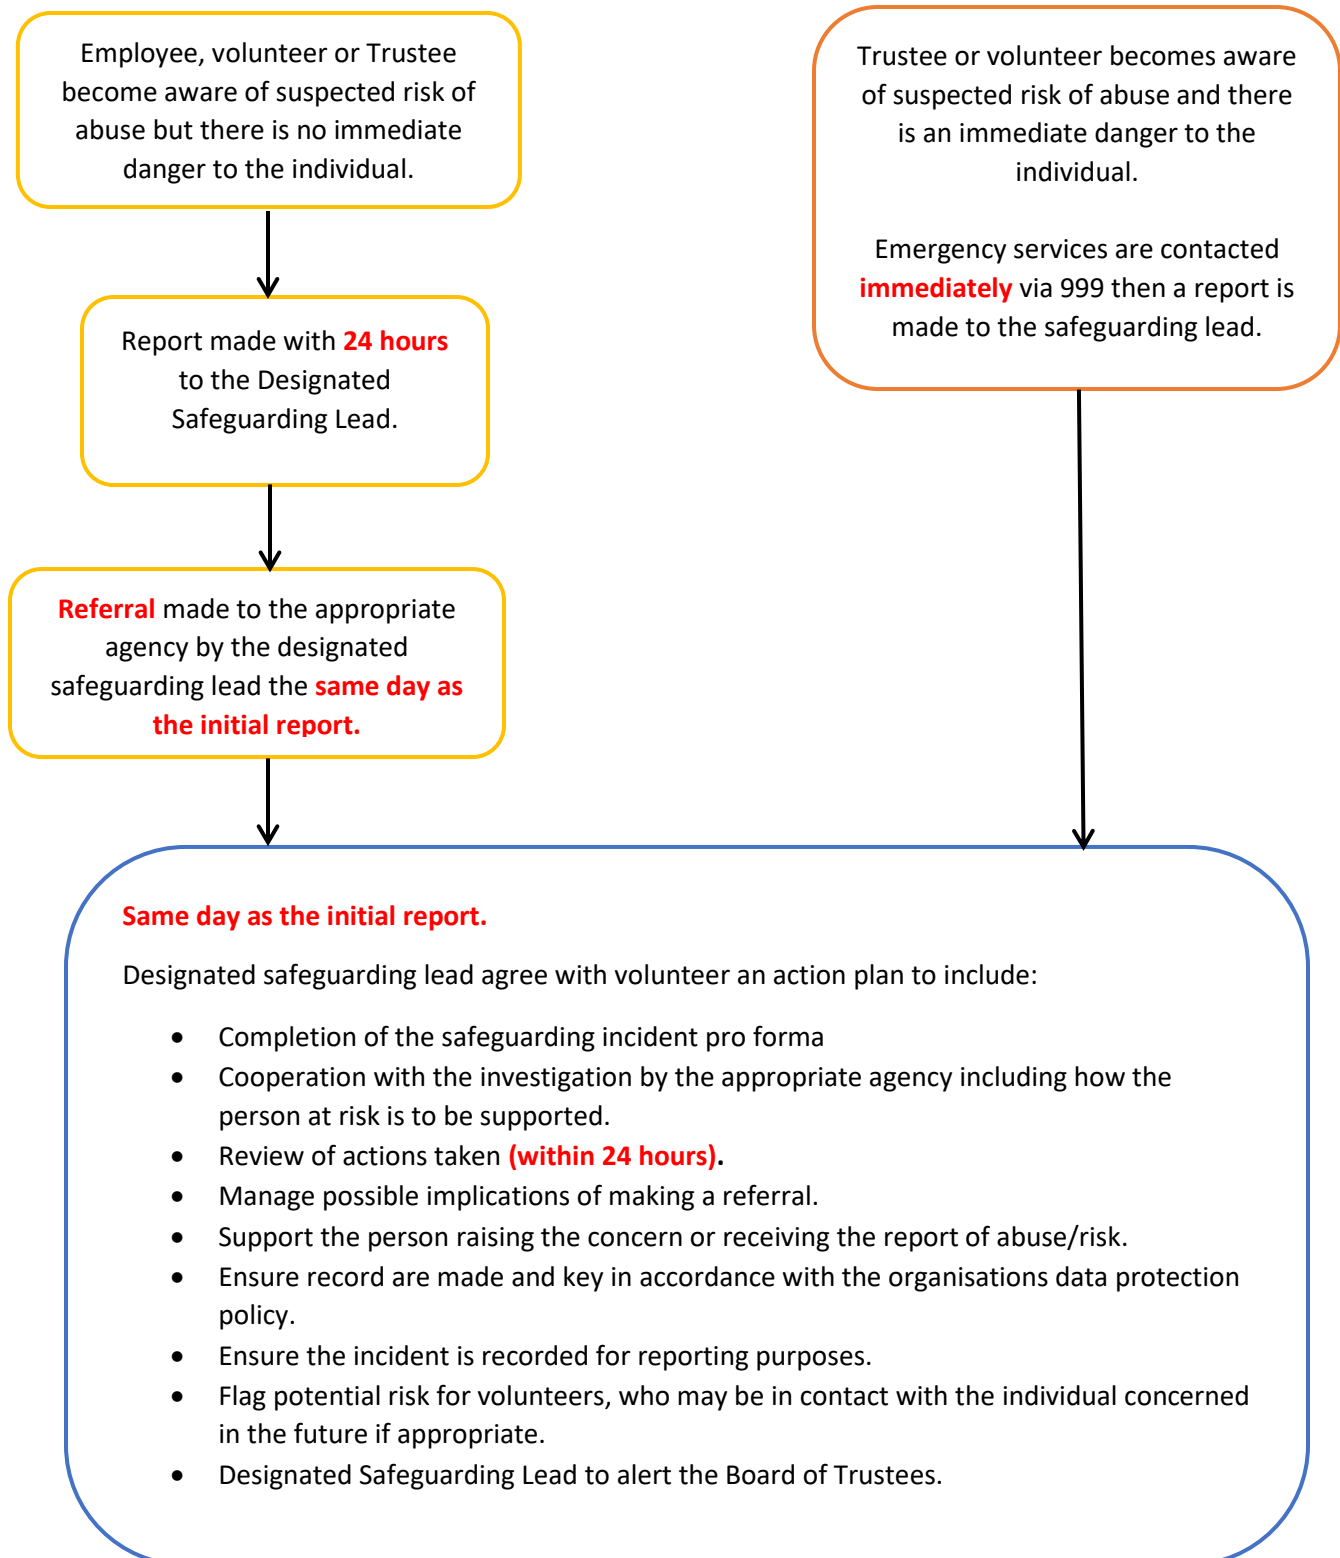 Employee, volunteer or Trustee
become aware of suspected risk of
abuse but there is no immediate
danger to the individual.
Report made with 24 hours
to the Designated
Safeguarding Lead.
Referral made to the appropriate
agency by the designated
safeguarding lead the same day as
the initial report.
Trustee or volunteer becomes aware
of suspected risk of abuse and there
is an immediate danger to the
individual.
Emergency services are contacted
immediately via 999 then a report is
made to the safeguarding lead.
Same day as the initial report.
Designated safeguarding lead agree with volunteer an action plan to include:
• Completion of the safeguarding incident pro forma
• Cooperation with the investigation by the appropriate agency including how the
person at risk is to be supported.
• Review of actions taken (within 24 hours).
• Manage possible implications of making a referral.
• Support the person raising the concern or receiving the report of abuse/risk.
• Ensure record are made and key in accordance with the organisations data protection
policy.
• Ensure the incident is recorded for reporting purposes.
• Flag potential risk for volunteers, who may be in contact with the individual concerned
in the future if appropriate.
• Designated Safeguarding Lead to alert the Board of Trustees.